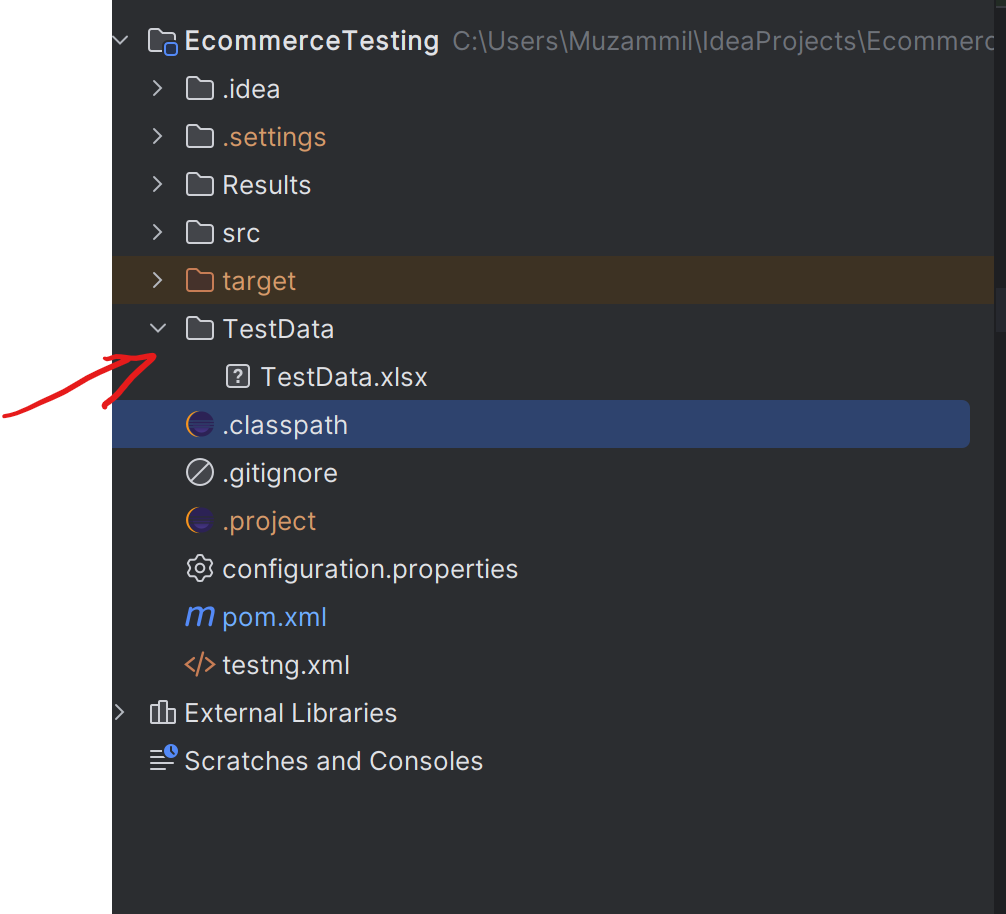 EcommerceTesting C:\Users\Muzammil\IdeaProjects\Ecommerc
.idea
.settings
Results
src
target
TestData
? TestData.xlsx
.classpath
.gitignore
.project
configuration.properties
m pom.xml
</> testng.xml
External Libraries
Scratches and Consoles